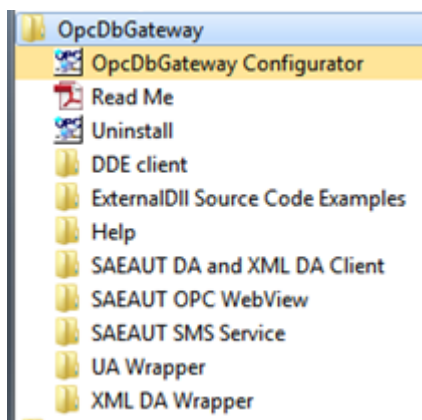 OpcDbGateway
OpcDbGateway Configurator
Read Me
Uninstall
DDE client
ExternalDll Source Code Examples
Help
SAEAUT DA and XML DA Client
SAEAUT OPC WebView
SAEAUT SMS Service
UA Wrapper
XML DA Wrapper